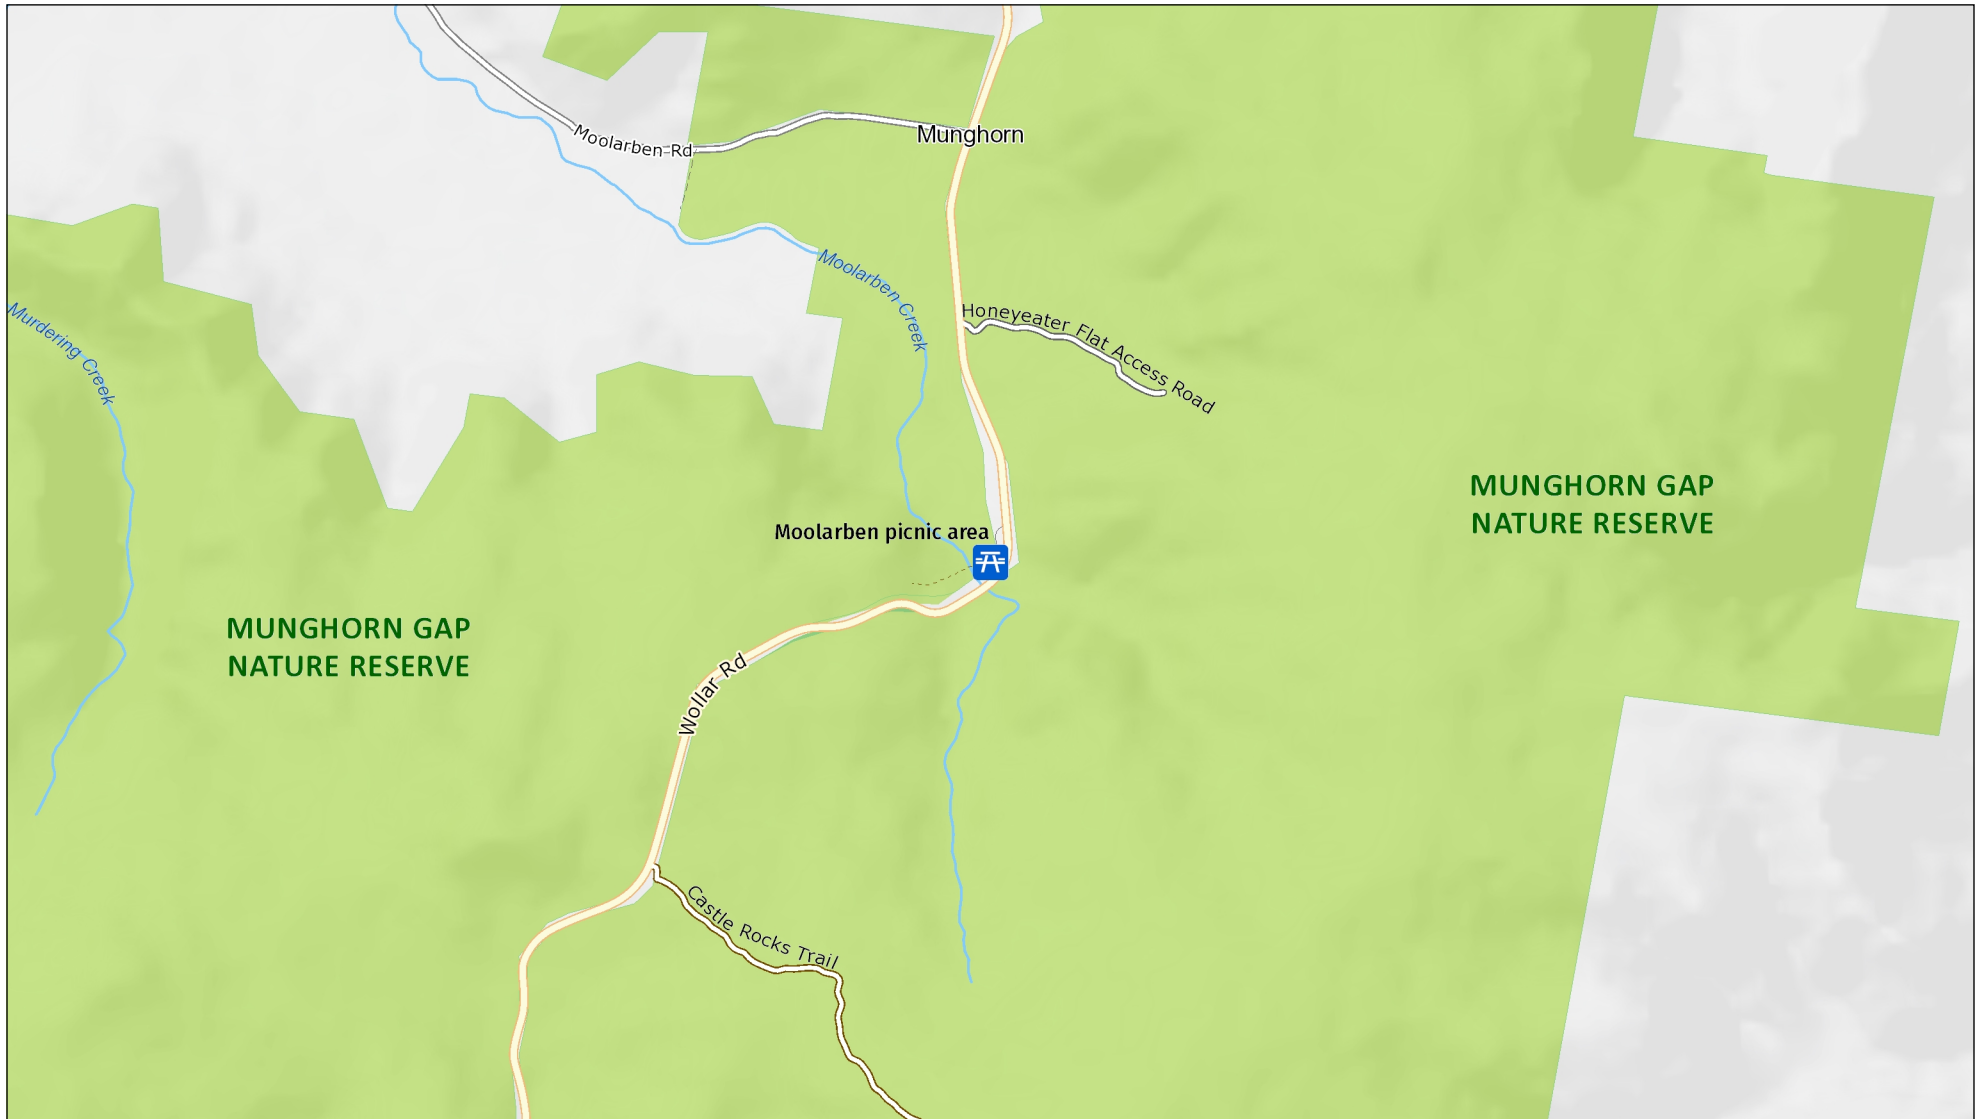 Munghorn
Moolarben Rd
Moolarben Creek
Murdering Creek
Honeyeater Flat Access Road
MUNGHORN GAP
NATURE RESERVE
Moolarben picnic area
MUNGHORN GAP
NATURE RESERVE
Wollar Rd
Castle Rocks Trail